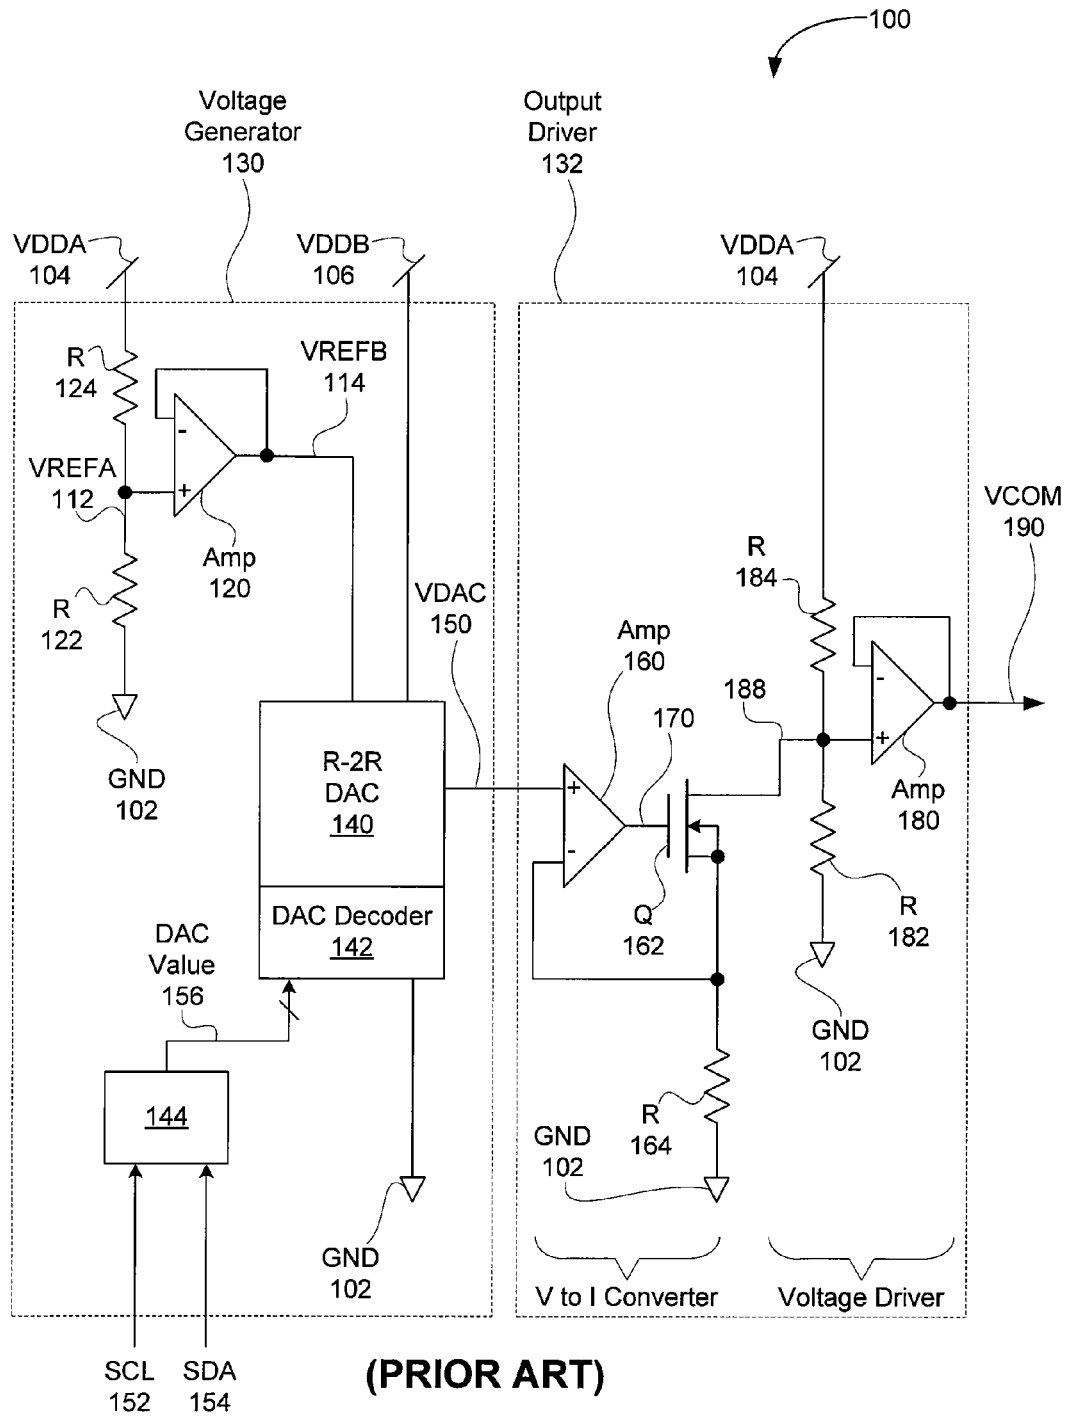 100
Voltage
Generator
130
Output
Driver
132
VDDA
104
VDDB
106
VDDA
104
R
124
VREFB
114
-
+
VREFA
112
Amp
120
R
122
GND
102
VDAC
150
VCOM
190
R
184
Amp
160
188
170
-
+
Amp
180
R-2R
DAC
140
+
-
DAC Decoder
142
Q
162
R
182
DAC
Value
156
GND
102
144
R
164
GND
102
GND
102
V to I Converter
Voltage Driver
SCL
152
SDA
154
(PRIOR ART)